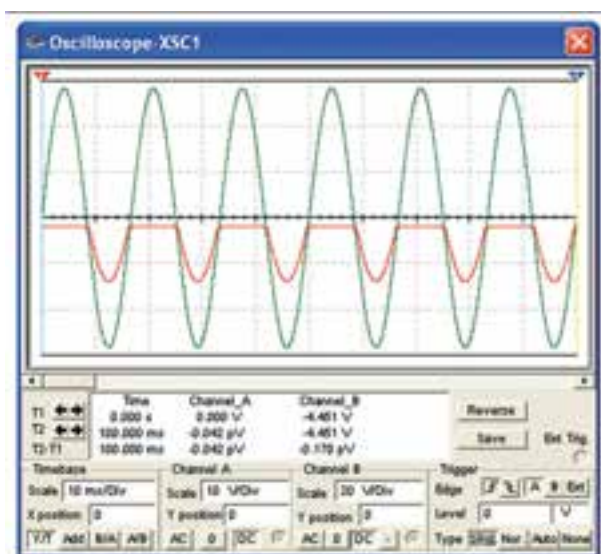 Oscilloscope-XSC1
Time Channel_A Channel_B
T1 0.000 s 0.000 V -4.461 V
T2 100.000 ms -0.042 pV -4.461 V
T2-T1 100.000 ms -0.042 pV -0.170 pV
Reverse
Save
Ext. Trig.
Timebase
Scale 10 ms/Div
X position 0
Y/T Add B/A A/B
Channel A
Scale 10 V/Div
Y position 0
AC 0 DC
Channel B
Scale 20 V/Div
Y position 0
AC 0 DC -
Trigger
Edge A B Ext
Level 0 V
Type Sing. Nor. Auto None